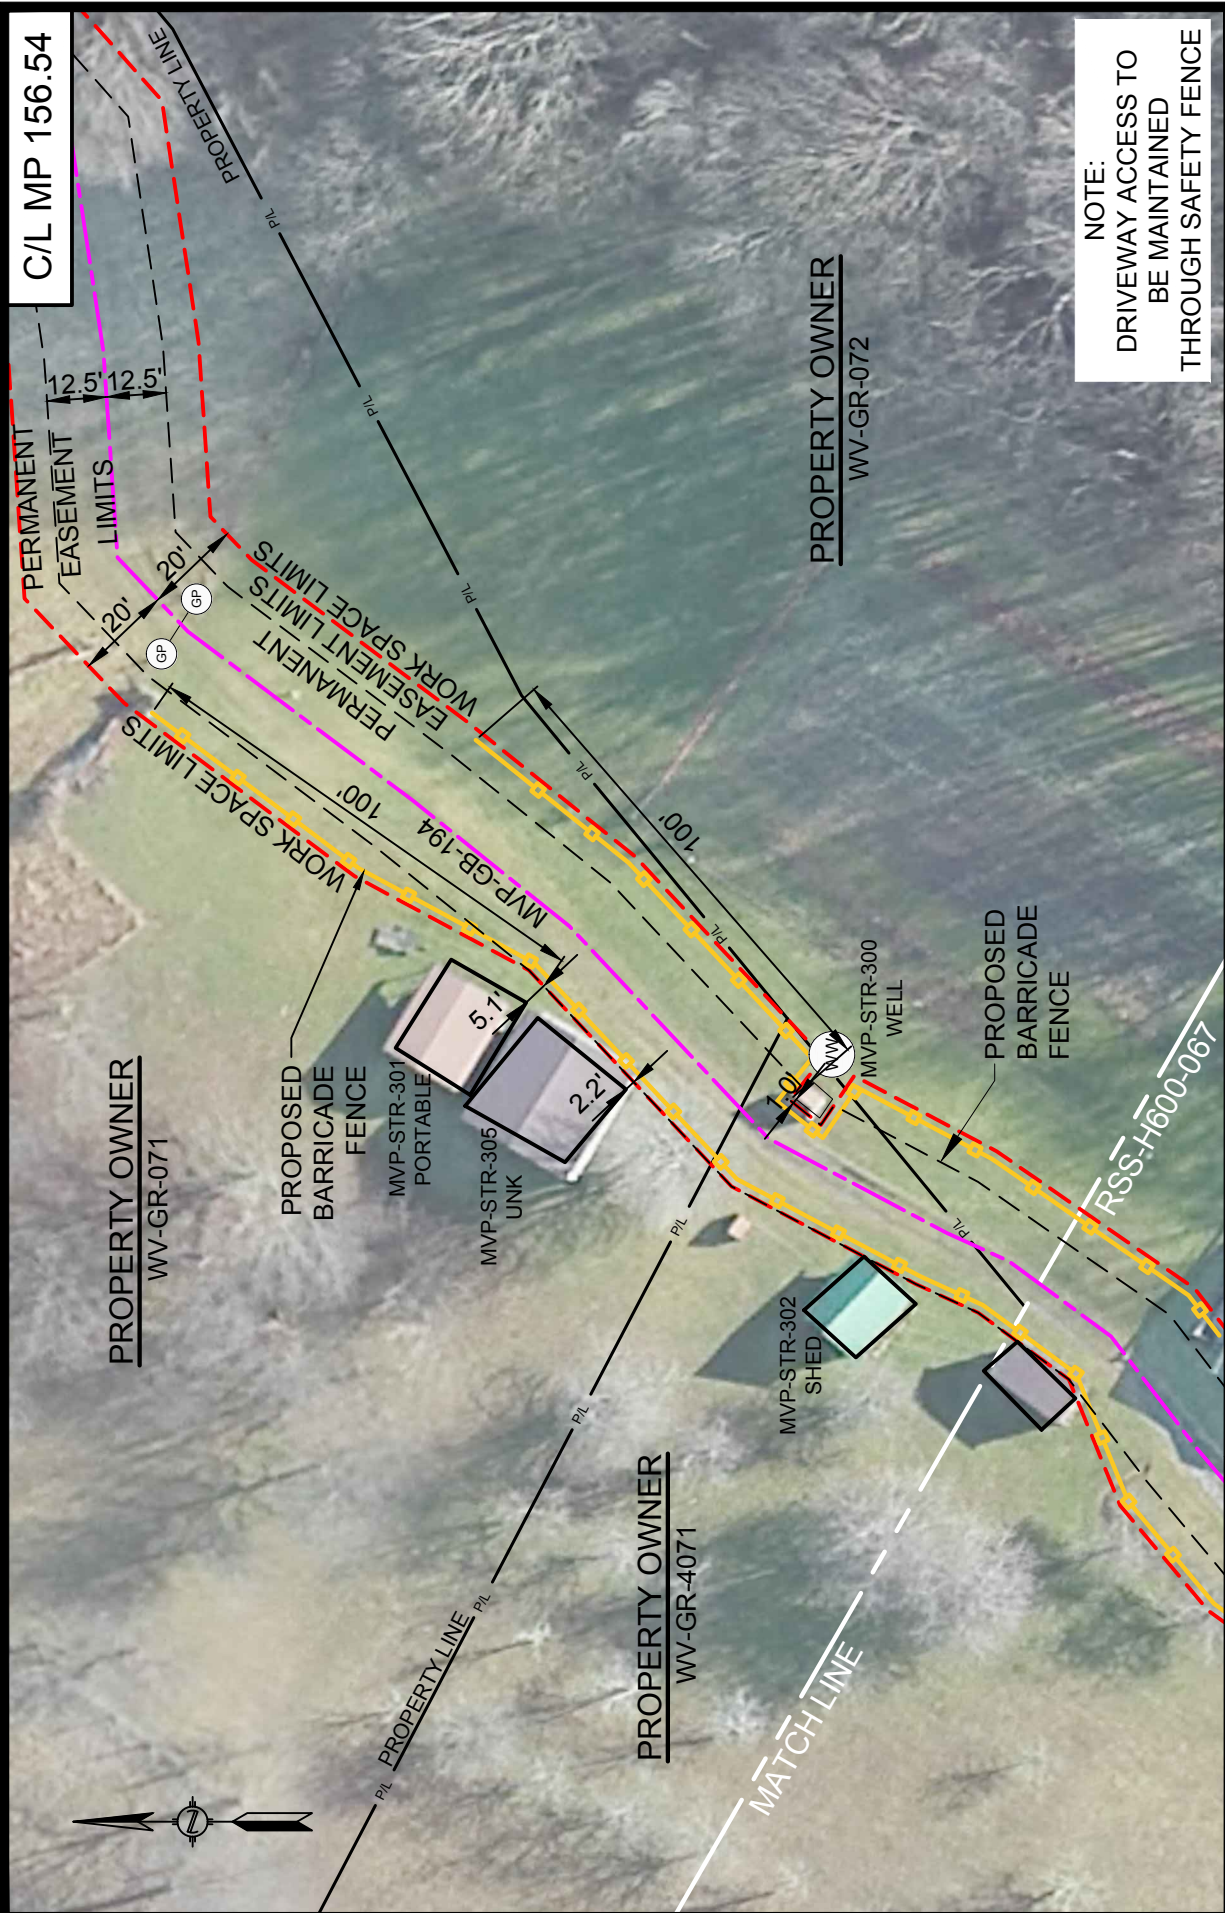 C/L MP 156.54
NOTE:
DRIVEWAY ACCESS TO
BE MAINTAINED
THROUGH SAFETY FENCE
PROPERTY LINE
PROPERTY LINE
P/L
P/L
P/L
P/L
P/L
P/L
12.5'
12.5'
PERMANENT
EASEMENT
LIMITS
20'
20'
GP
GP
WORK SPACE LIMITS
EASEMENT LIMITS
PERMANENT
WORK SPACE LIMITS
100'
MVP-GB-194
100'
PROPERTY OWNER
WV-GR-072
PROPERTY OWNER
WV-GR-071
PROPOSED
BARRICADE
FENCE
MVP-STR-301
PORTABLE
5.1'
MVP-STR-305
UNK
2.2'
1.0'
WW
MVP-STR-300
WELL
PROPOSED
BARRICADE
FENCE
MVP-STR-302
SHED
P/L
P/L
P/L
PROPERTY LINE
P/L
PROPERTY OWNER
WV-GR-4071
MATCH LINE
RSS-H600-067
N